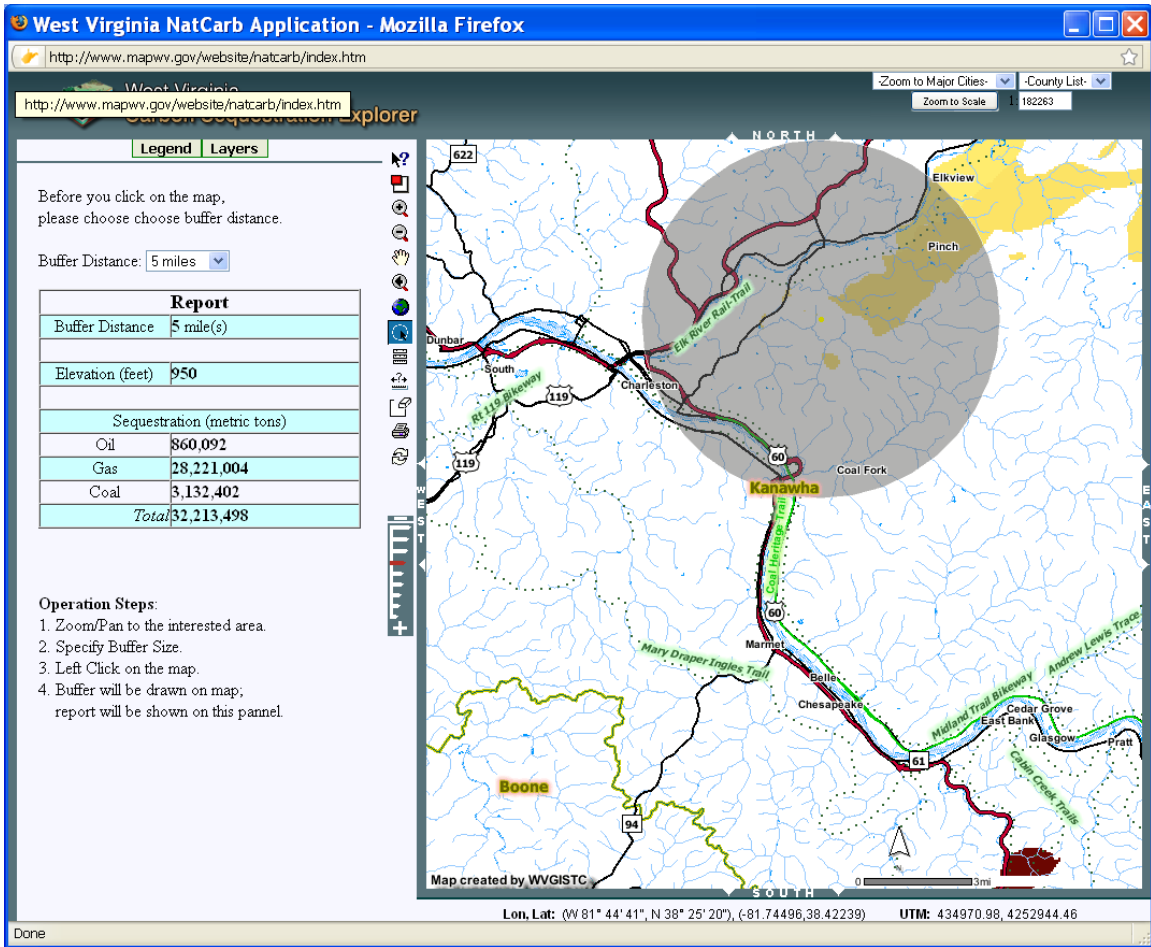 West Virginia NatCarb Application - Mozilla Firefox
http://www.mapwv.gov/website/natcarb/index.htm
West Virginia
http://www.mapwv.gov/website/natcarb/index.htm
Carbon Sequestration Explorer
-Zoom to Major Cities-
-County List-
Zoom to Scale
1:
182263
Legend
Layers
Before you click on the map,
please choose choose buffer distance.
Buffer Distance: 5 miles
Report
Buffer Distance 5 mile(s)
Elevation (feet) 950
Sequestration (metric tons)
Oil 860,092
Gas 28,221,004
Coal 3,132,402
Total 32,213,498
Operation Steps:
1. Zoom/Pan to the interested area.
2. Specify Buffer Size.
3. Left Click on the map.
4. Buffer will be drawn on map;
report will be shown on this pannel.
NORTH
WEST
EAST
SOUTH
622
Elkview
Pinch
Elk River Rail-Trail
Dunbar
South
Charleston
Rt 119 Bikeway
119
119
60
Coal Fork
Kanawha
Coal Heritage Trail
60
Marmet
Mary Draper Ingles Trail
Belle
Chesapeake
Andrew Lewis Trace
Midland Trail Bikeway
Cedar Grove
East Bank
Glasgow
Pratt
61
Cabin Creek Trails
Boone
94
N
Map created by WVGISTC
0 3mi
Lon, Lat: (W 81° 44' 41", N 38° 25' 20"), (-81.74496,38.42239) UTM: 434970.98, 4252944.46
Done